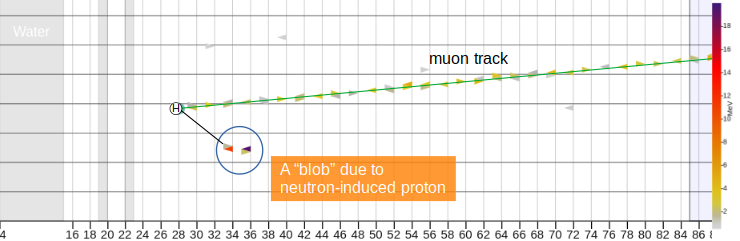 Water
muon track
18
16
14
12
10
MeV
8
6
4
2
H
A “blob” due to
neutron-induced proton
4 16 18 20 22 24 26 28 30 32 34 36 38 40 42 44 46 48 50 52 54 56 58 60 62 64 66 68 70 72 74 76 78 80 82 84 86 8